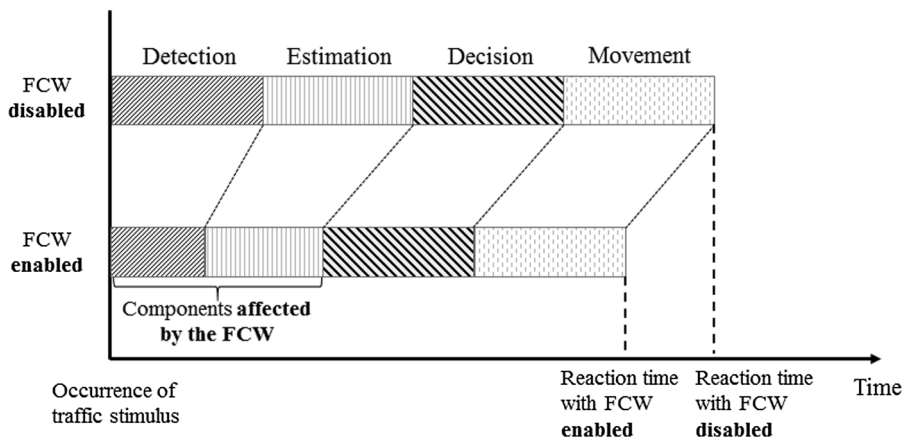 Detection
Estimation
Decision
Movement
FCW
disabled
FCW
enabled
Components affected
by the FCW
Occurrence of
traffic stimulus
Reaction time
with FCW
enabled
Reaction time
with FCW
disabled
Time